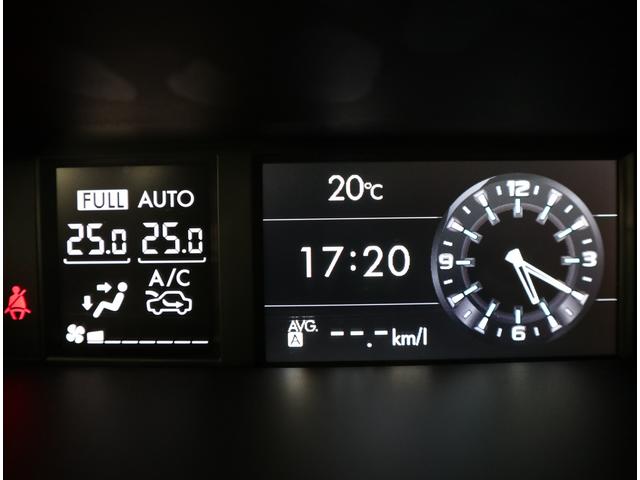 FULL AUTO
25.0 25.0
A/C
20°C
17:20
AVG.
A --.- km/l
12
3
6
9